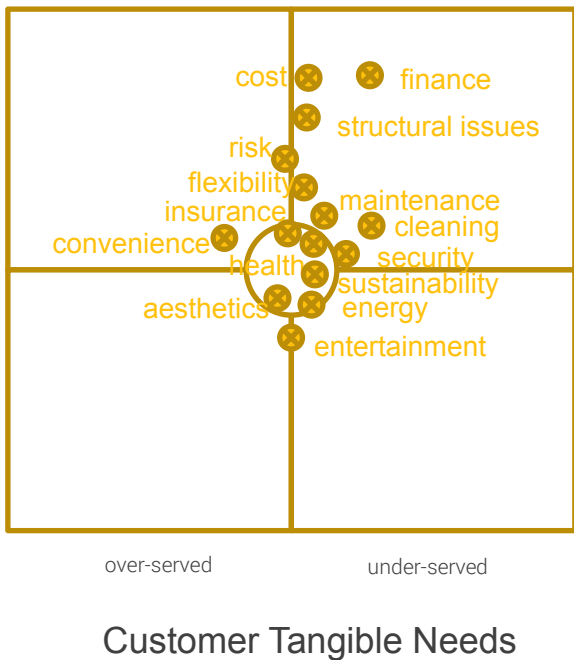 cost
finance
structural issues
risk
flexibility
maintenance
insurance
cleaning
convenience
security
health
sustainability
aesthetics
energy
entertainment
over-served
under-served
Customer Tangible Needs